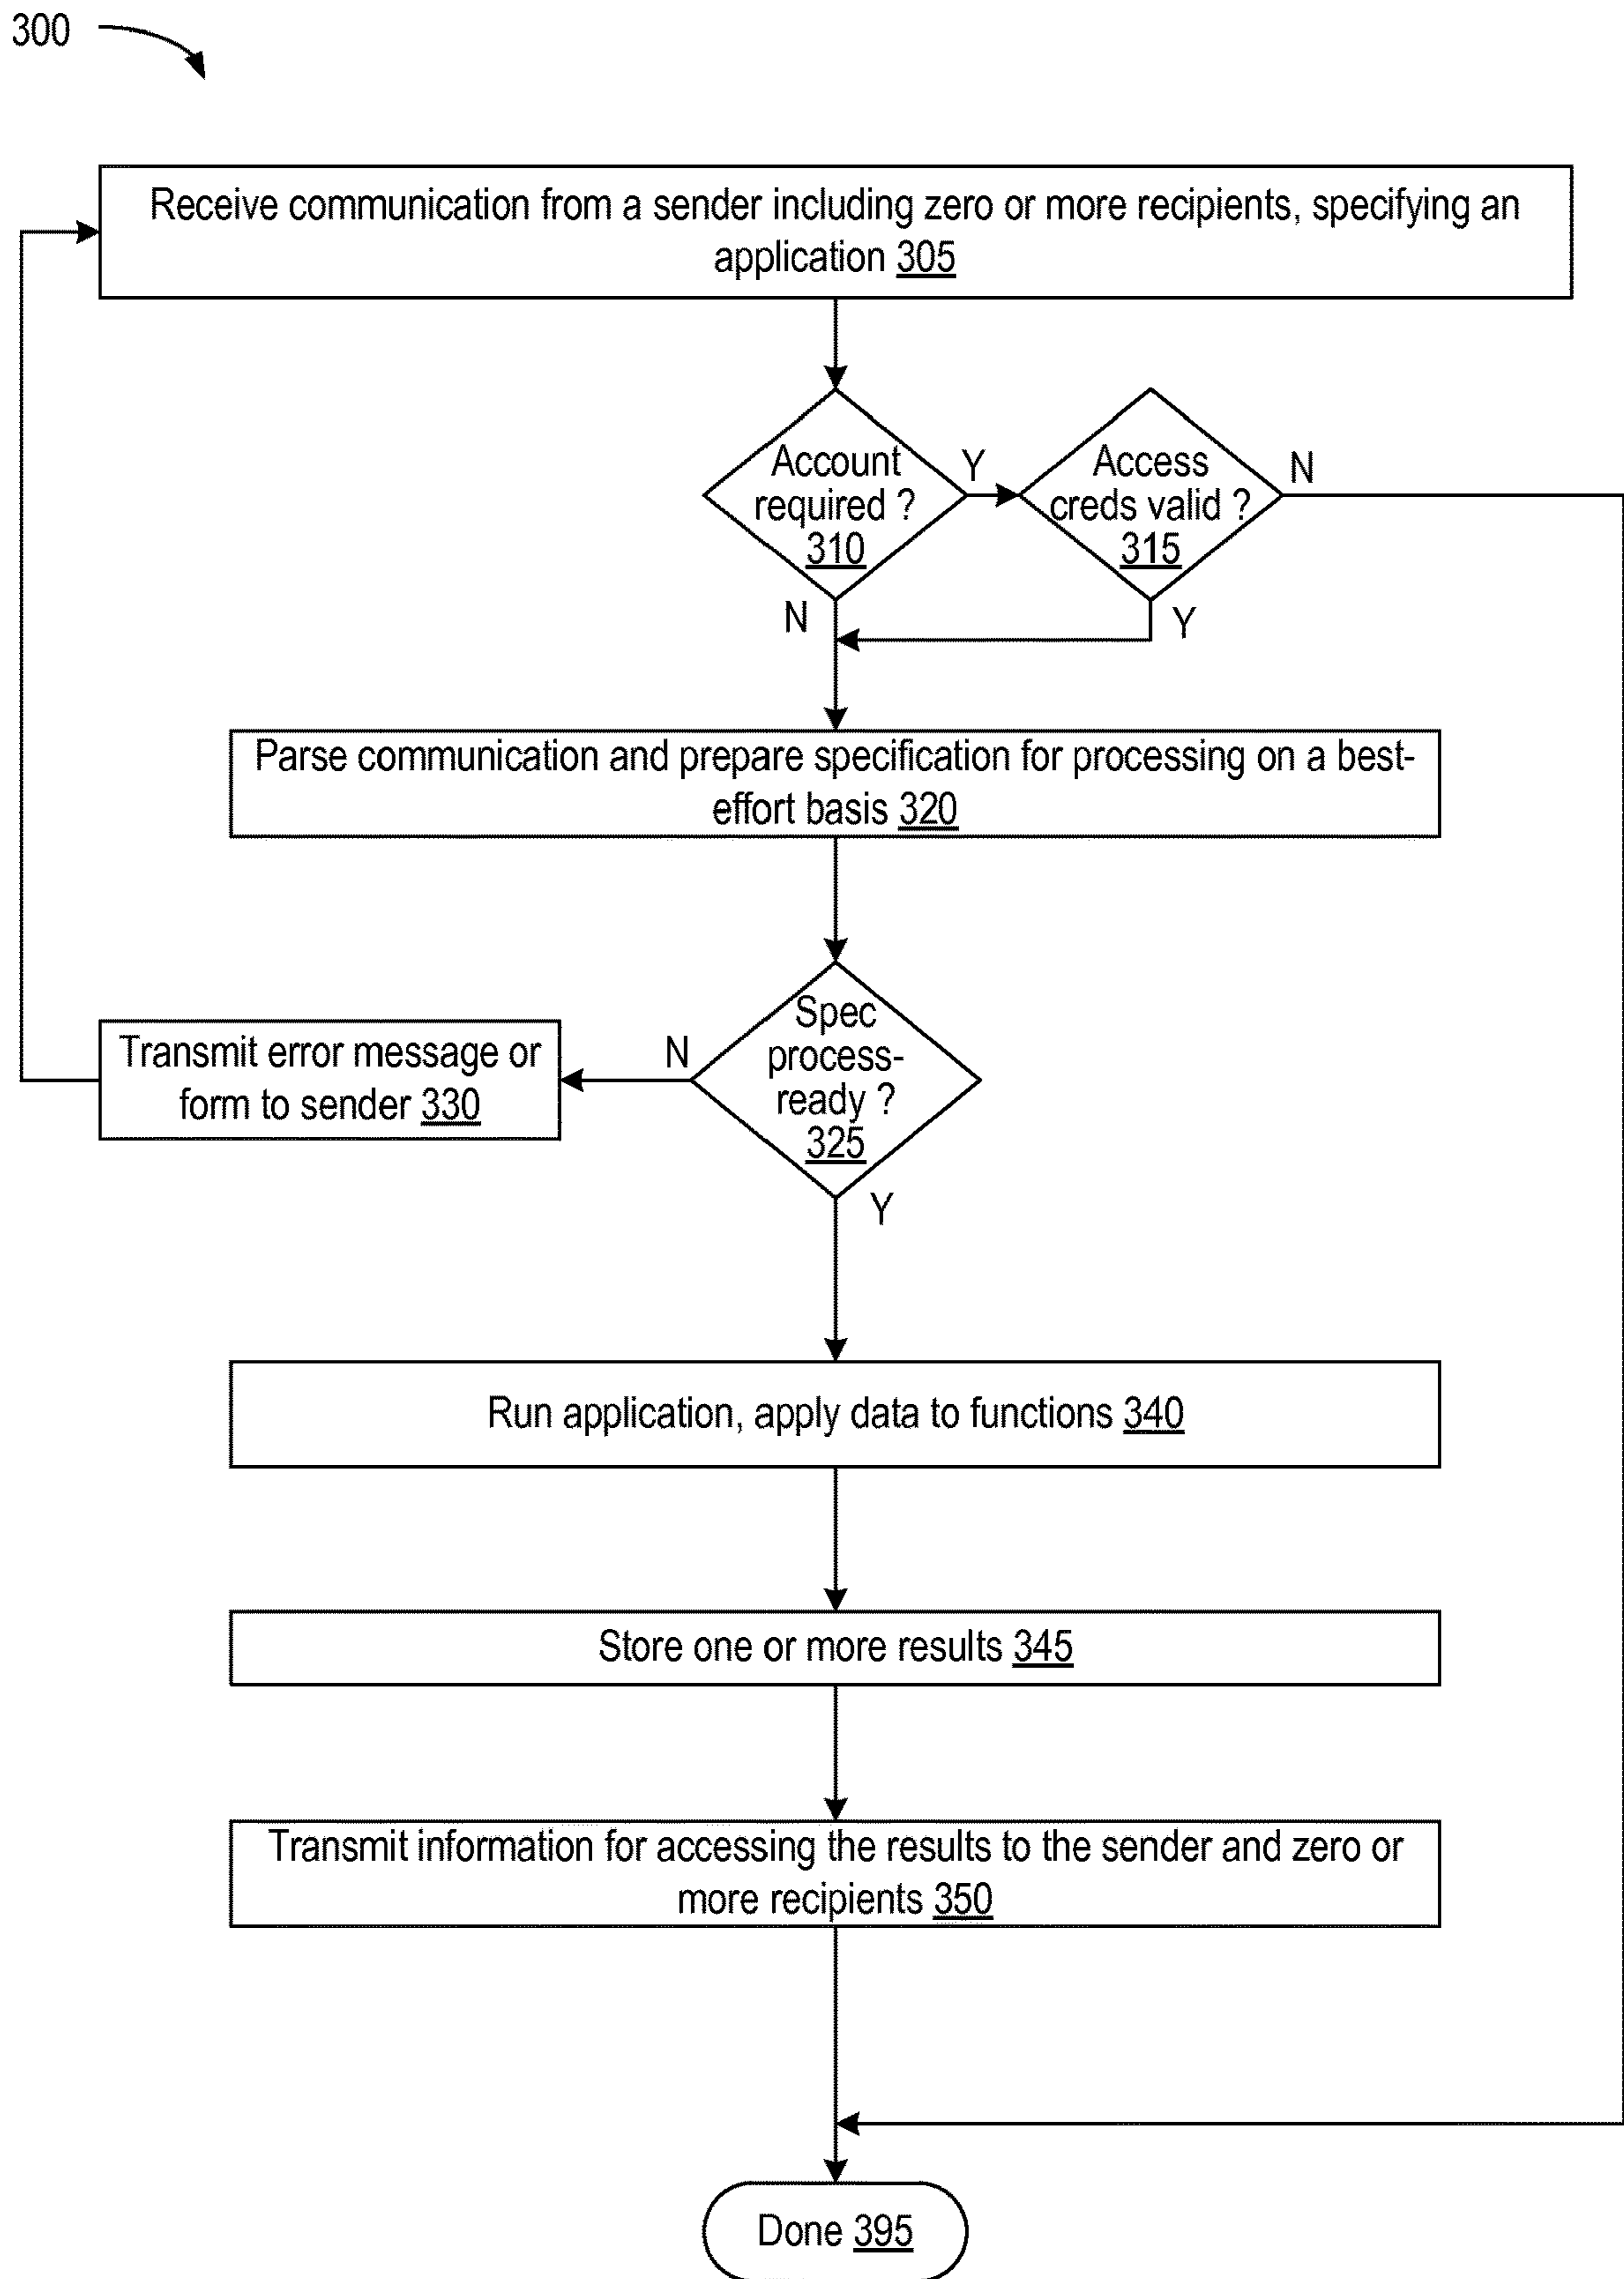 300
Receive communication from a sender including zero or more recipients, specifying an
application 305
Account
required ?
310
Y
Access
creds valid ?
315
N
N
Y
Parse communication and prepare specification for processing on a best-
effort basis 320
Spec
process-
ready ?
325
N
Transmit error message or
form to sender 330
Y
Run application, apply data to functions 340
Store one or more results 345
Transmit information for accessing the results to the sender and zero or
more recipients 350
Done 395